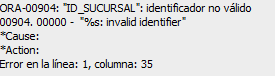 ORA-00904: "ID_SUCURSAL": identificador no válido
00904. 00000 -  "%s: invalid identifier"
*Cause:
*Action:
Error en la línea: 1, columna: 35